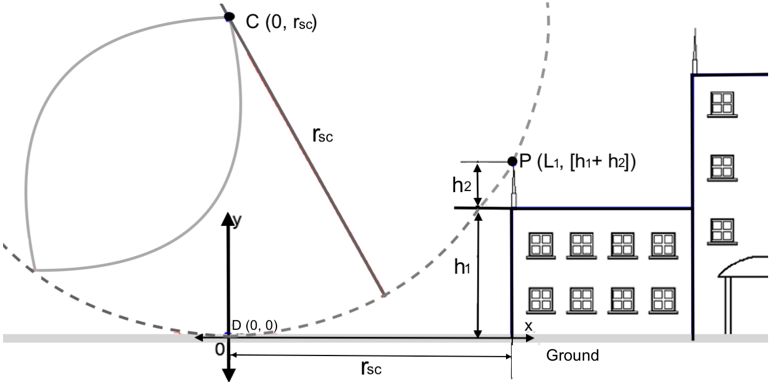 C (0, rsc)
rsc
P (L1, [h1+ h2])
h2
y
h1
D (0, 0)
x
0
Ground
rsc